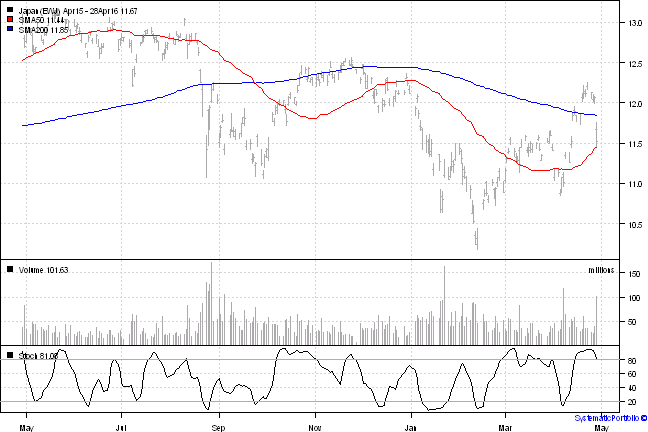 Japan (EWJ) Apr15 - 28Apr16 11.67
SMA50 11.44
SMA200 11.85
13.0
12.5
12.0
11.5
11.0
10.5
Volume 101.63
millions
150
100
50
Stoch 81.08
80
60
40
20
May Jul Sep Nov Jan Mar May
SystematicPortfolio ©